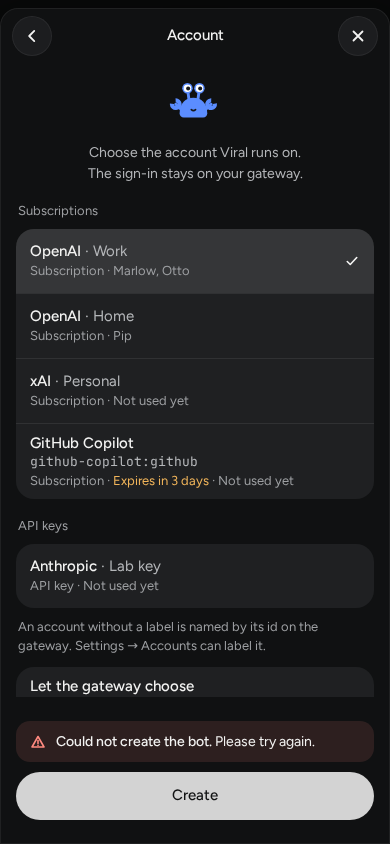 Account
Choose the account Viral runs on.
The sign-in stays on your gateway.
Subscriptions
OpenAI · Work
Subscription · Marlow, Otto
OpenAI · Home
Subscription · Pip
xAI · Personal
Subscription · Not used yet
GitHub Copilot
github-copilot:github
Subscription · Expires in 3 days · Not used yet
API keys
Anthropic · Lab key
API key · Not used yet
An account without a label is named by its id on the
gateway. Settings → Accounts can label it.
Let the gateway choose
Could not create the bot. Please try again.
Create